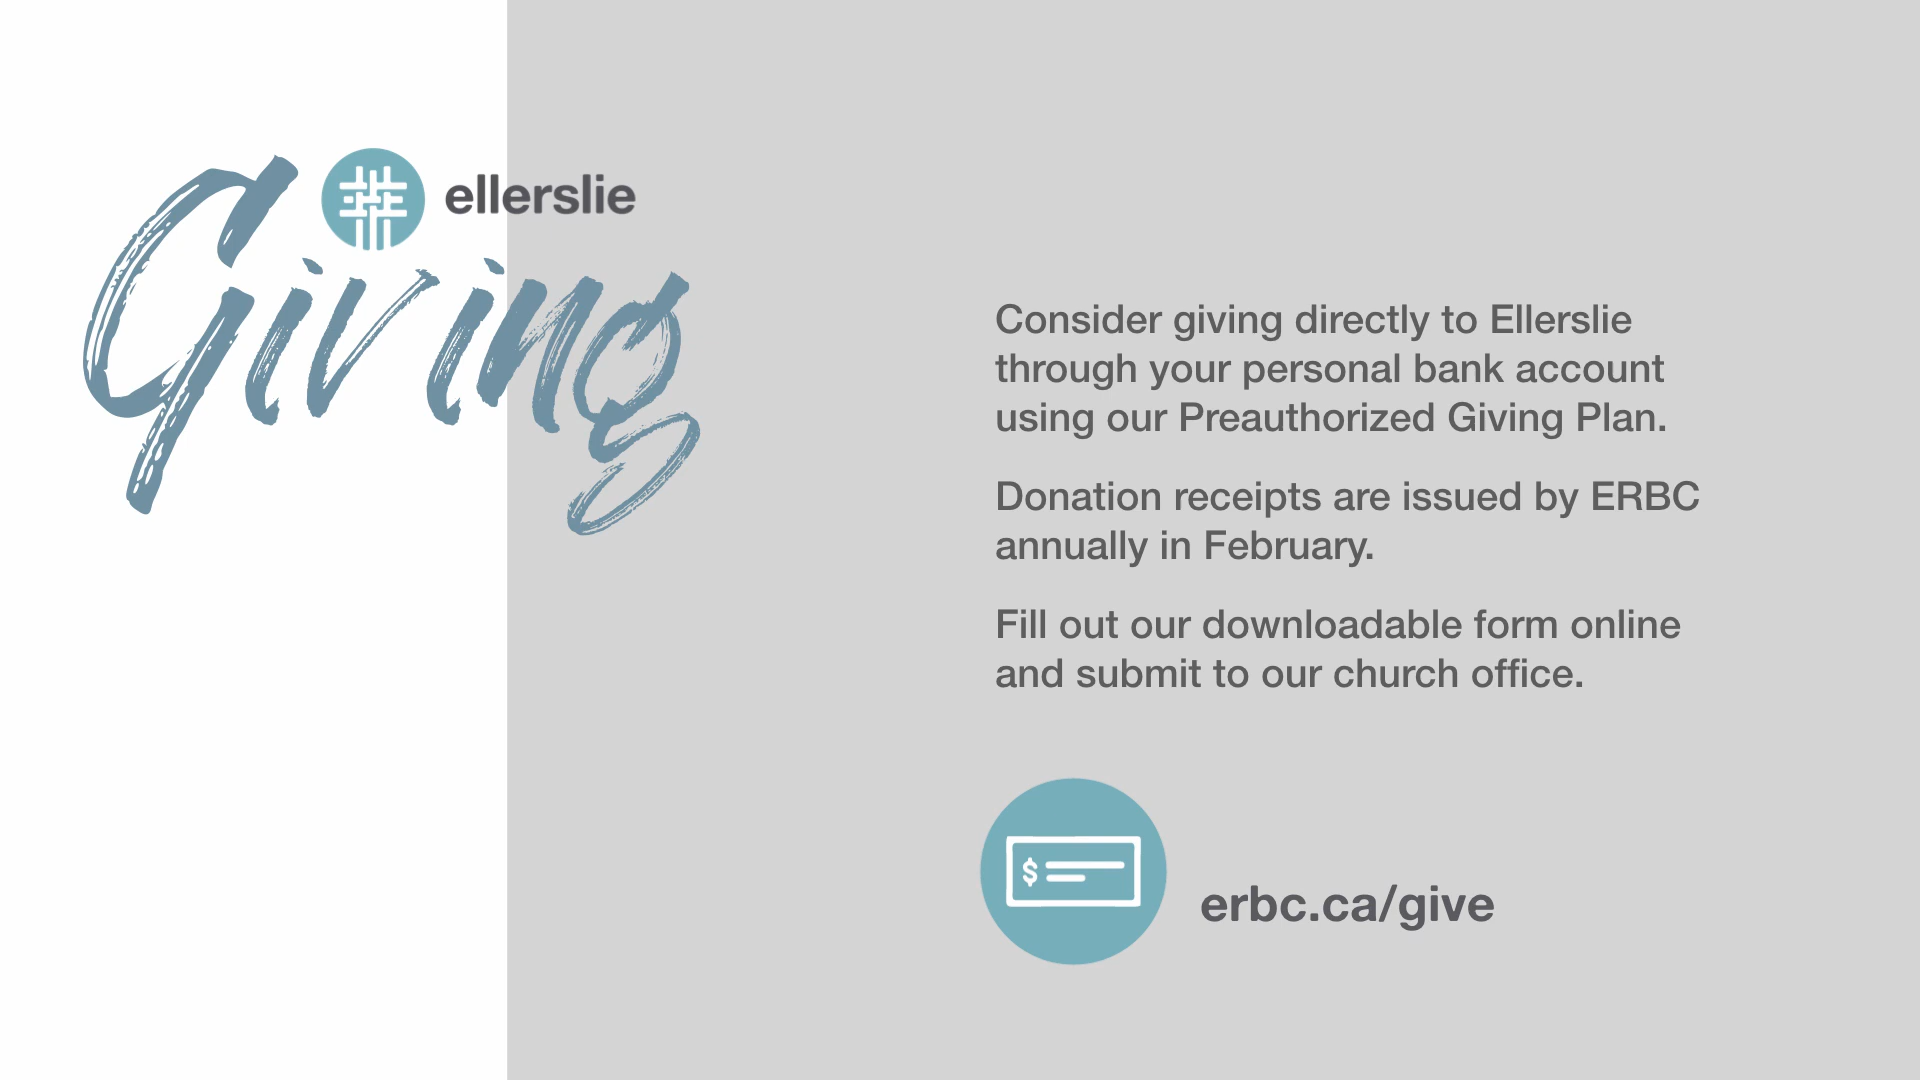 ellerslie
Giving
Consider giving directly to Ellerslie
through your personal bank account
using our Preauthorized Giving Plan.
Donation receipts are issued by ERBC
annually in February.
Fill out our downloadable form online
and submit to our church office.
$
erbc.ca/give